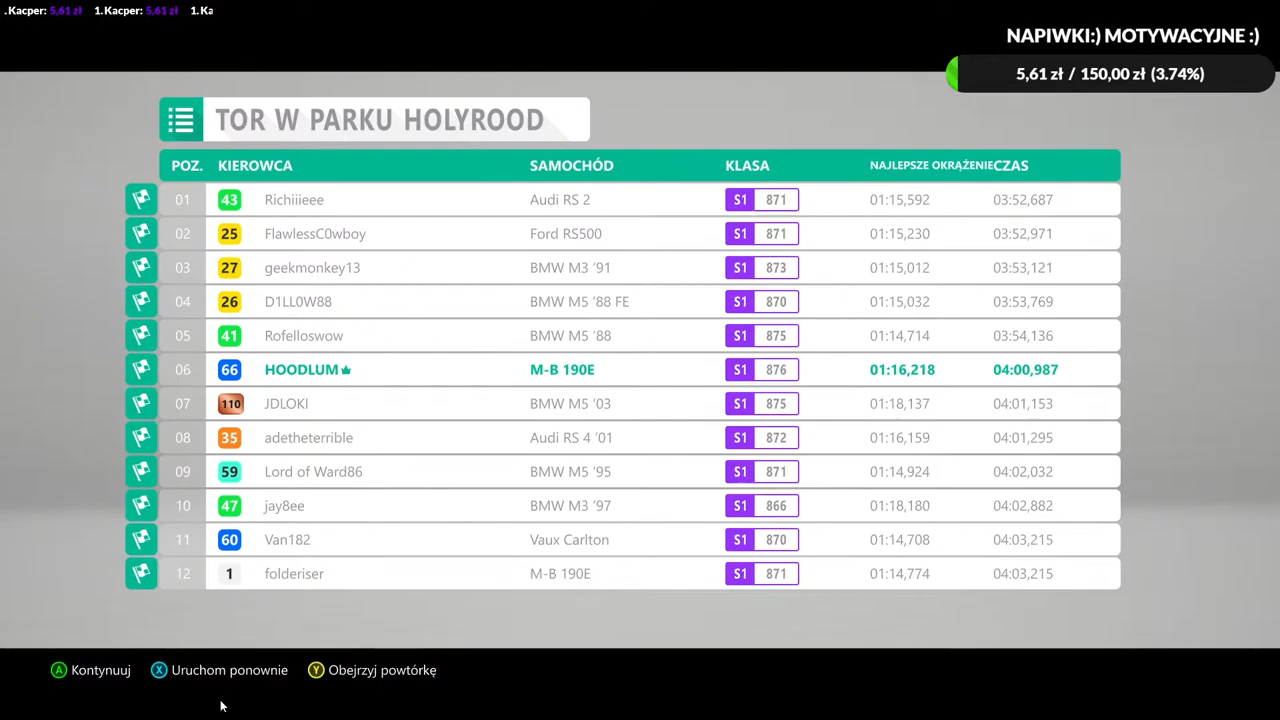 .Kacper: 5,61 zł 1.Kacper: 5,61 zł 1.Ka
NAPIWKI:) MOTYWACYJNE :)
5,61 zł / 150,00 zł (3.74%)
TOR W PARKU HOLYROOD
POZ. KIEROWCA SAMOCHÓD KLASA NAJLEPSZE OKRĄŻENIE CZAS
01 43 Richiiieee Audi RS 2 S1 871 01:15,592 03:52,687
02 25 FlawlessC0wboy Ford RS500 S1 871 01:15,230 03:52,971
03 27 geekmonkey13 BMW M3 '91 S1 873 01:15,012 03:53,121
04 26 D1LL0W88 BMW M5 '88 FE S1 870 01:15,032 03:53,769
05 41 Rofelloswow BMW M5 '88 S1 875 01:14,714 03:54,136
06 66 HOODLUM M-B 190E S1 876 01:16,218 04:00,987
07 110 JDLOKI BMW M5 '03 S1 875 01:18,137 04:01,153
08 35 adetheterrible Audi RS 4 '01 S1 872 01:16,159 04:01,295
09 59 Lord of Ward86 BMW M5 '95 S1 871 01:14,924 04:02,032
10 47 jay8ee BMW M3 '97 S1 866 01:18,180 04:02,882
11 60 Van182 Vaux Carlton S1 870 01:14,708 04:03,215
12 1 folderiser M-B 190E S1 871 01:14,774 04:03,215
A Kontynuuj X Uruchom ponownie Y Obejrzyj powtórkę